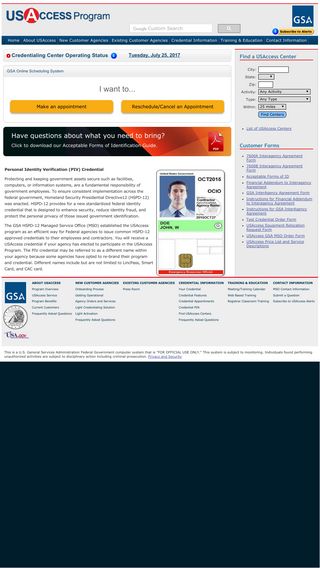 USAccess Program
GSA
Google Custom Search
Subscribe to Alerts
Home About USAccess New Customer Agencies Existing Customer Agencies Credential Information Training & Education Contact Information
Credentialing Center Operating Status
Tuesday, July 25, 2017
GSA Online Scheduling System
I want to...
Make an appointment
Reschedule/Cancel an Appointment
Have questions about what you need to bring?
Click to download our Acceptable Forms of Identification Guide.
PDF
Personal Identity Verification (PIV) Credential
Protecting and keeping government assets secure such as facilities,
computers, or information systems, are a fundamental responsibility of
government employees. To ensure consistent implementation across the
federal government, Homeland Security Presidential Directive12 (HSPD-12)
was enacted. HSPD-12 provides for a new standardized federal identity
credential that is designed to enhance security, reduce identity fraud, and
protect the personal privacy of those issued government identification.
The GSA HSPD-12 Managed Service Office (MSO) established the USAccess
program as an efficient way for Federal agencies to issue common HSPD-12
approved credentials to their employees and contractors. You will receive a
USAccess credential if your agency has elected to participate in the USAccess
Program. The PIV credential may be referred to as a different name within
your agency because some agencies have opted to re-brand their program
and credential. Different names include but are not limited to LincPass, Smart
Card, and CAC card.
United States Government
OCT2016
OCIO
DOE
JOHN, W
Emergency Response Official
Find a USAccess Center
City:
State:
Zip:
Activity: Any Activity
Type: Any Type
Within: 25 miles
List of USAccess Centers
Customer Forms
7600A Interagency Agreement Form
7600B Interagency Agreement Form
Acceptable Forms of ID
Financial Addendum to Interagency Agreement
GSA Interagency Agreement Form
Instructions for Financial Addendum to Interagency Agreement
Instructions for GSA Interagency Agreement
Test Credential Order Form
USAccess Equipment Relocation Request Form
USAccess GSA MSO Order Form
USAccess Price List and Service Descriptions
GSA
USA.gov
ABOUT USACCESS
Program Overview
USAccess Service
Program Benefits
Current Customers
Frequently Asked Questions
NEW CUSTOMER AGENCIES
Onboarding Process
Getting Operational
Agency Orders and Services
Light Credentialing Solution
Light Activation
Frequently Asked Questions
EXISTING CUSTOMER AGENCIES
Press Room
CREDENTIAL INFORMATION
Your Credential
Credential Features
Credential Appointments
Credential PIN
Find USAccess Centers
Frequently Asked Questions
TRAINING & EDUCATION
Meeting/Training Calendar
Web Based Training
Registrar Classroom Training
CONTACT INFORMATION
MSO Contact Information
Submit a Question
Subscribe to USAccess Alerts
This is a U.S. General Services Administration Federal Government computer system that is "FOR OFFICIAL USE ONLY." This system is subject to monitoring. Individuals found performing
unauthorized activities are subject to disciplinary action including criminal prosecution. Privacy and Security